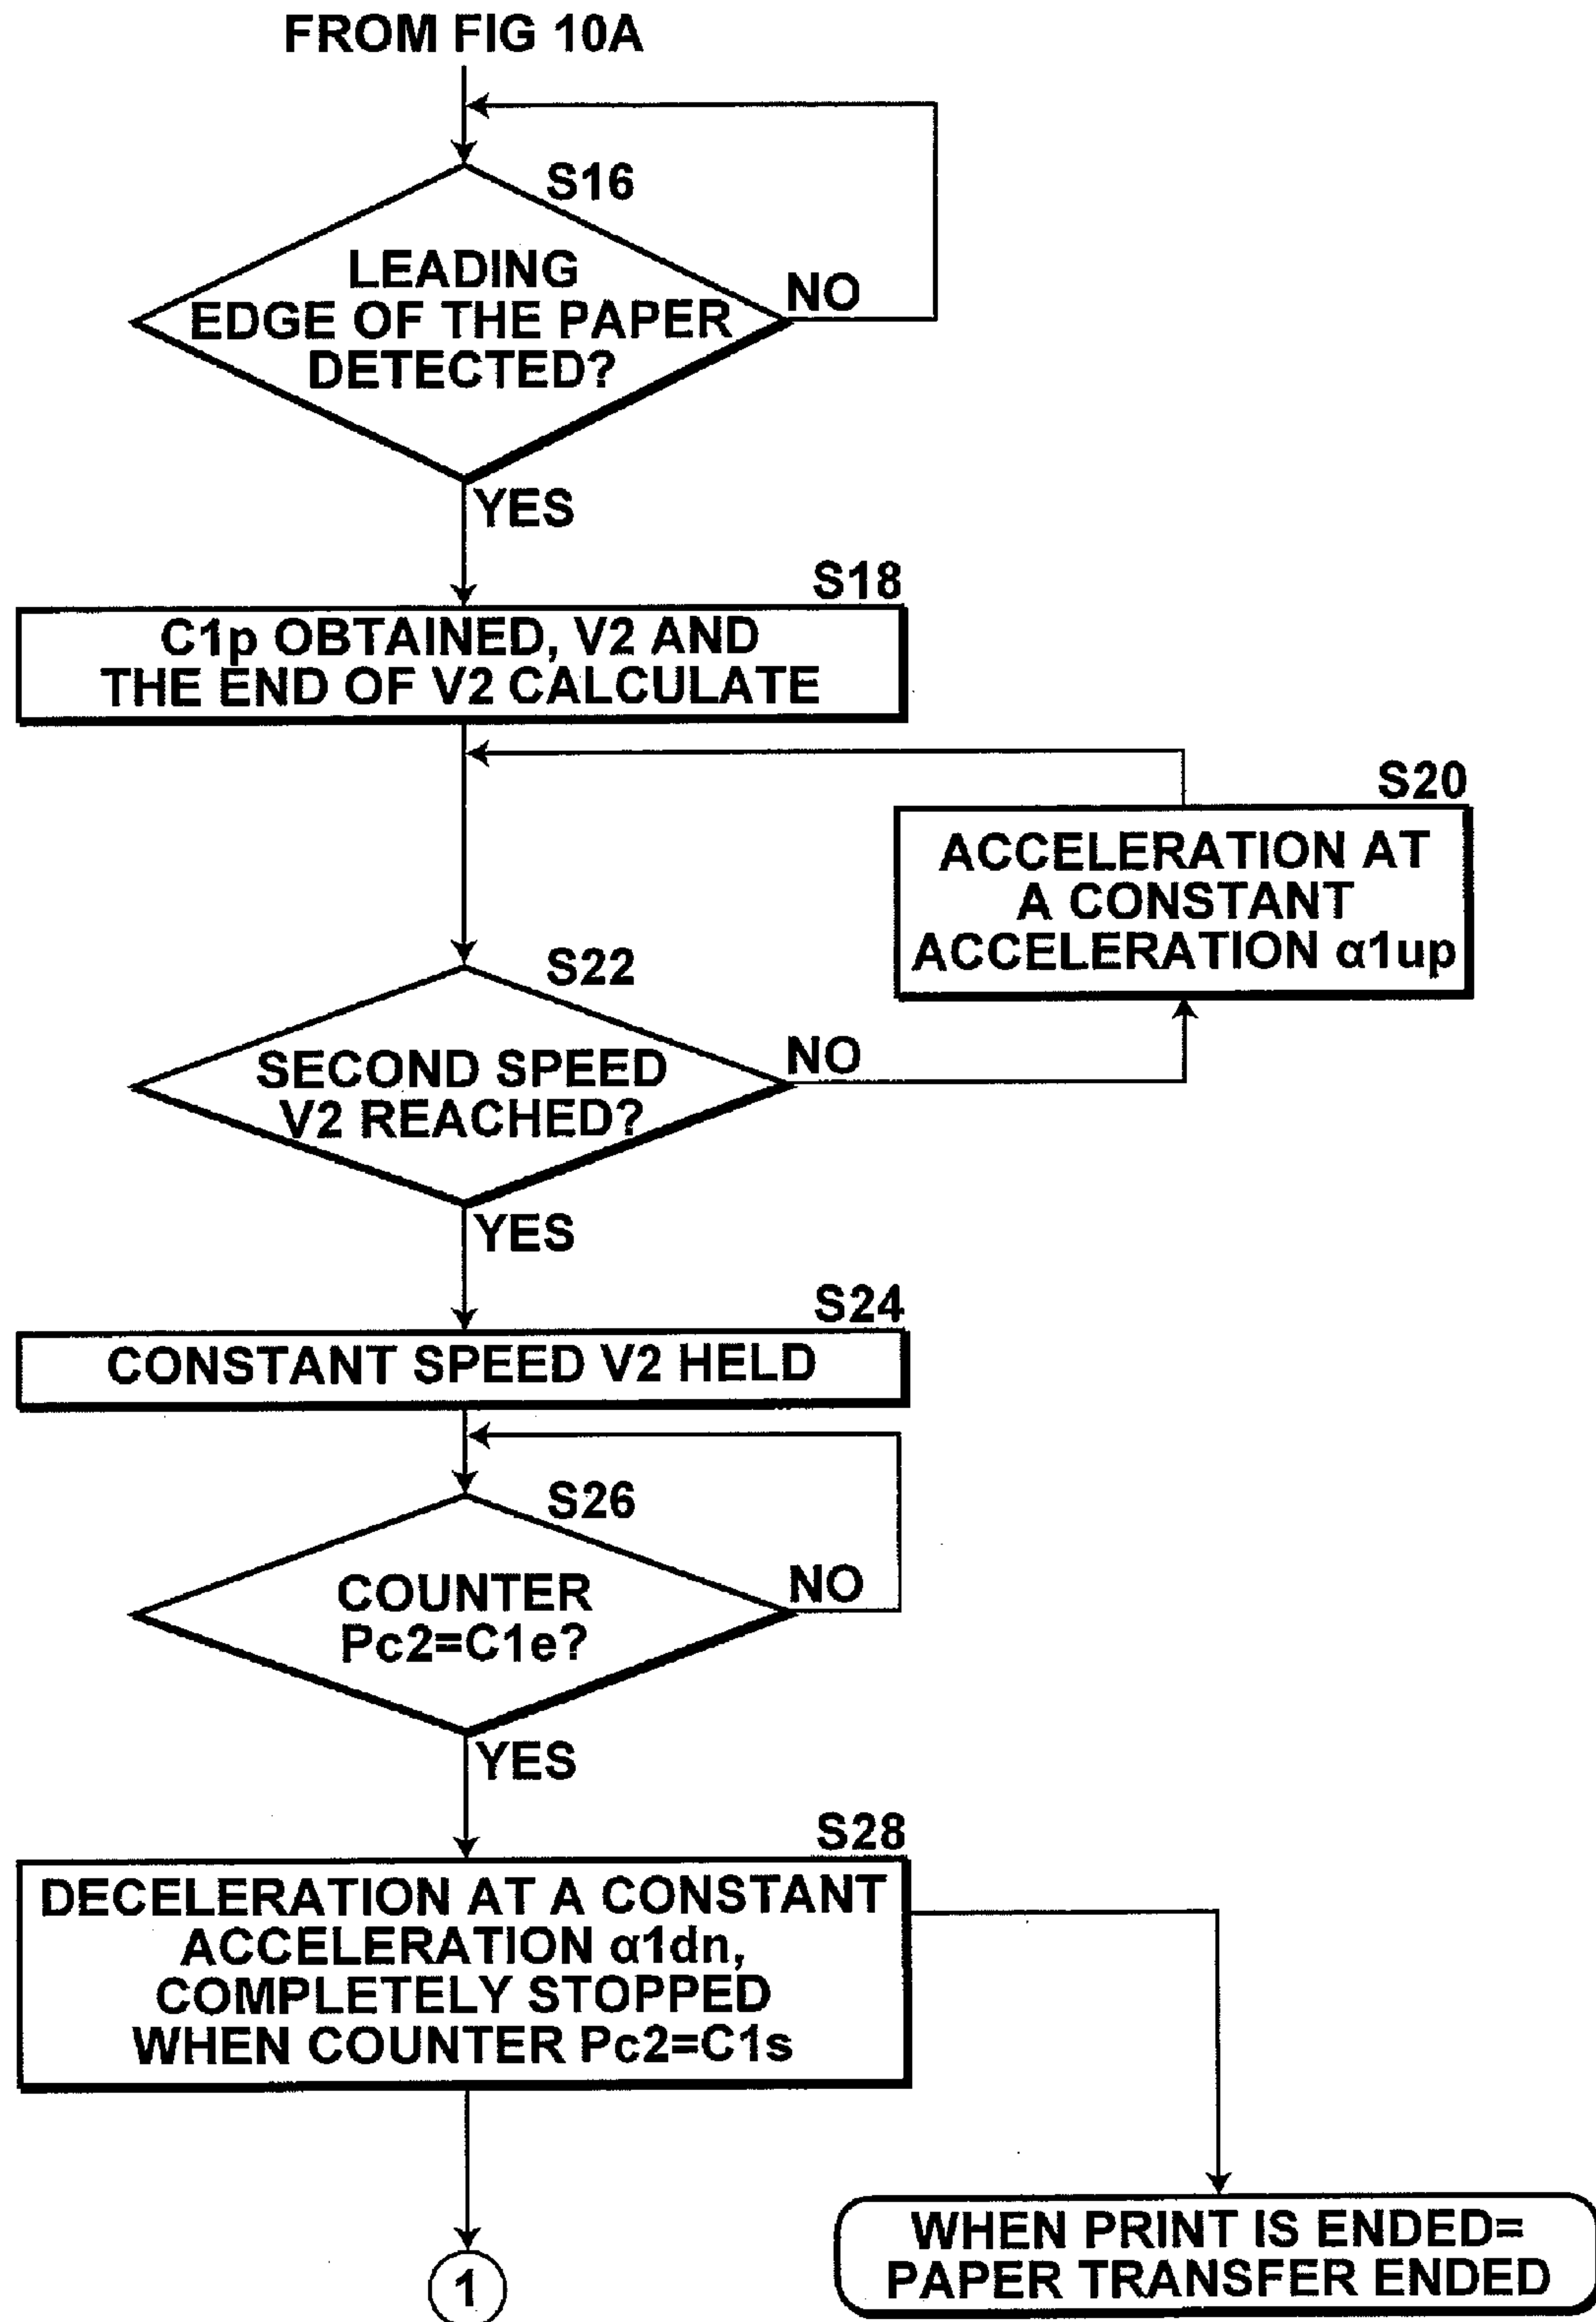 FROM FIG 10A
S16
LEADING
EDGE OF THE PAPER
DETECTED?
NO
YES
S18
C1p OBTAINED, V2 AND
THE END OF V2 CALCULATE
S20
ACCELERATION AT
A CONSTANT
ACCELERATION α1up
S22
SECOND SPEED
V2 REACHED?
NO
YES
S24
CONSTANT SPEED V2 HELD
S26
COUNTER
Pc2=C1e?
NO
YES
S28
DECELERATION AT A CONSTANT
ACCELERATION α1dn,
COMPLETELY STOPPED
WHEN COUNTER Pc2=C1s
WHEN PRINT IS ENDED=
PAPER TRANSFER ENDED
1